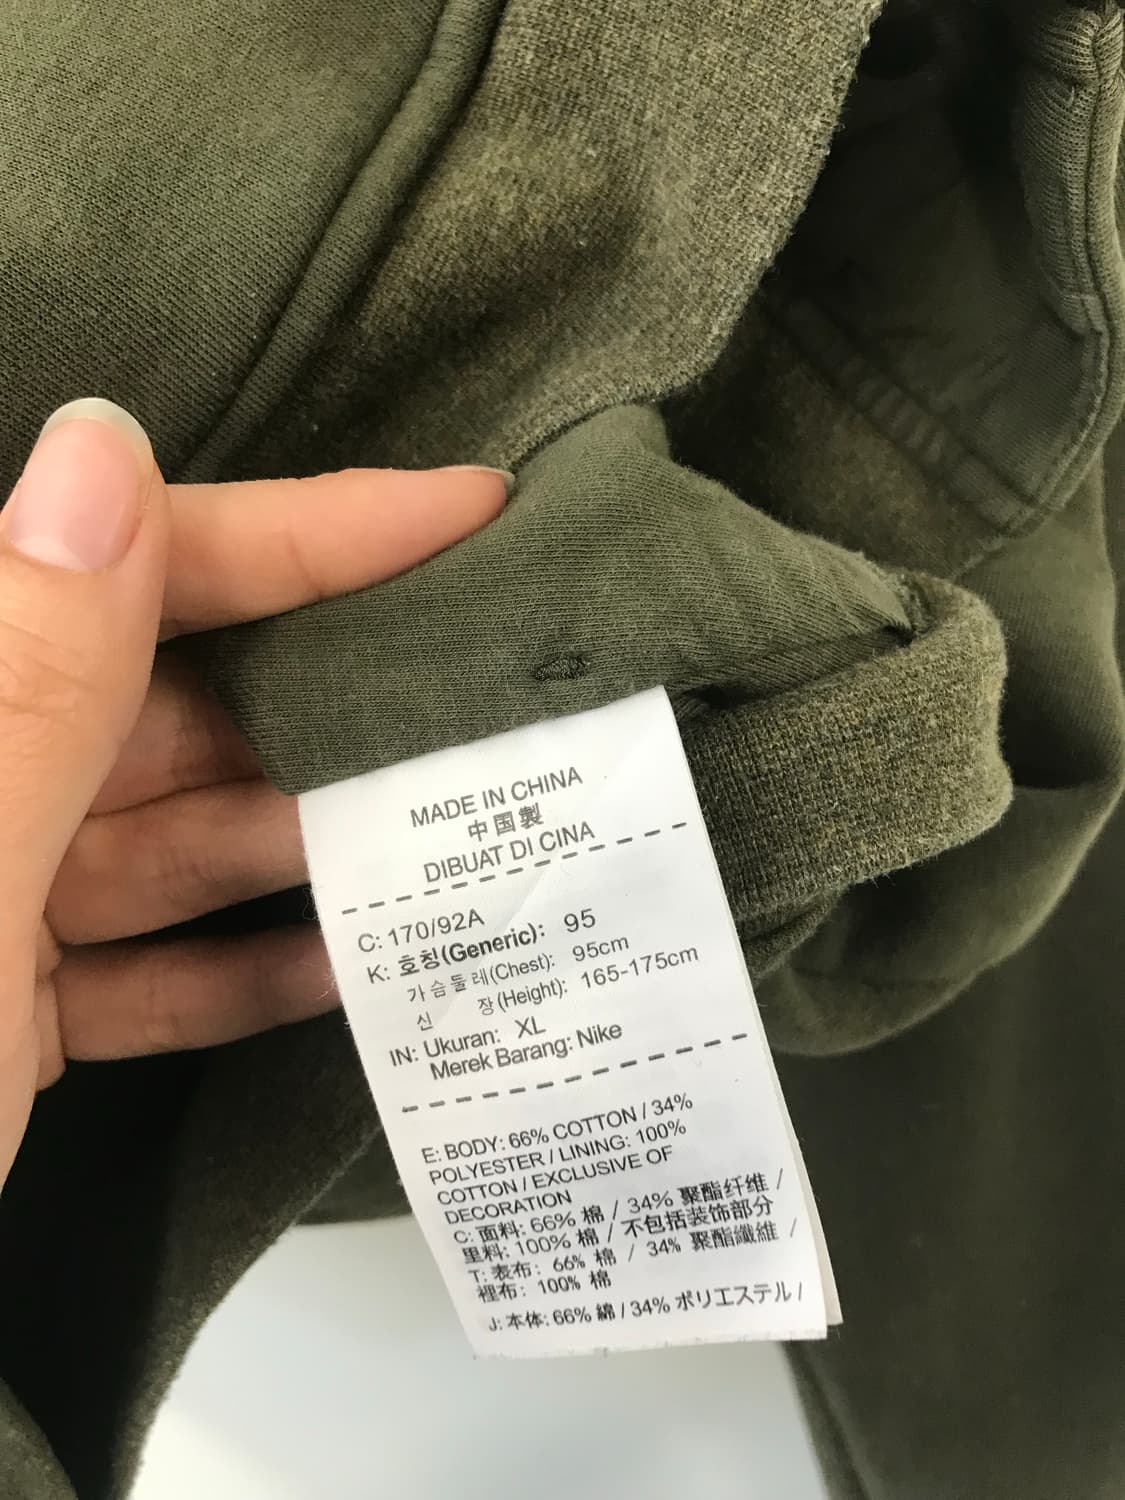 MADE IN CHINA
中国製
DIBUAT DI CINA
C: 170/92A
K: 호칭(Generic): 95
가슴둘레(Chest): 95cm
신 장(Height): 165-175cm
IN: Ukuran: XL
Merek Barang: Nike
E: BODY: 66% COTTON / 34%
POLYESTER / LINING: 100%
COTTON / EXCLUSIVE OF
DECORATION
C: 面料: 66% 棉 / 34% 聚酯纤维 /
里料: 100% 棉 / 不包括装饰部分
T: 表布: 66% 棉 / 34% 聚酯纖維 /
裡布: 100% 棉
J: 本体: 66% 綿 / 34% ポリエステル /